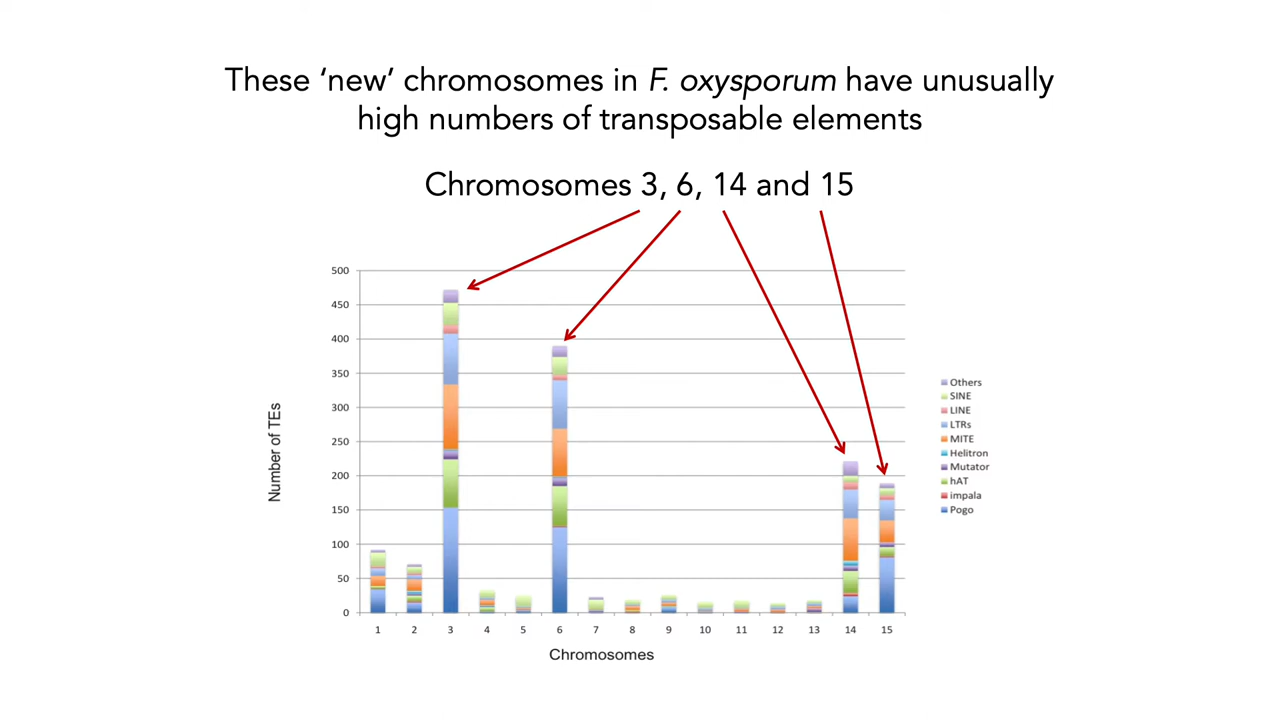 These ‘new’ chromosomes in F. oxysporum have unusually
high numbers of transposable elements
Chromosomes 3, 6, 14 and 15
500
450
400
350
300
250
200
150
100
50
0
Number of TEs
1 2 3 4 5 6 7 8 9 10 11 12 13 14 15
Chromosomes
Others
SINE
LINE
LTRs
MITE
Helitron
Mutator
hAT
impala
Pogo